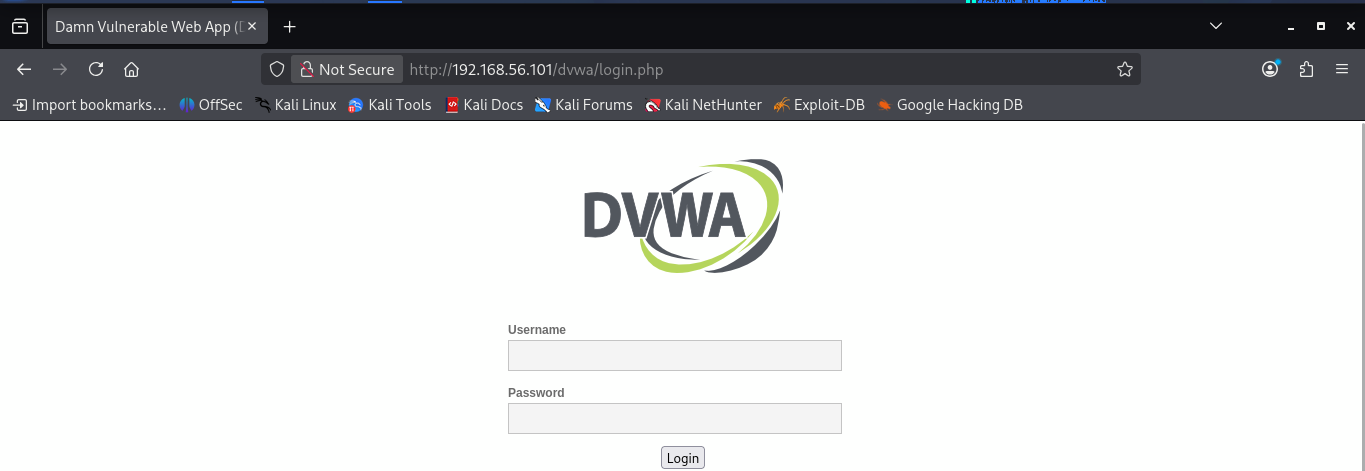 Damn Vulnerable Web App (D
Not Secure http://192.168.56.101/dvwa/login.php
Import bookmarks… OffSec Kali Linux Kali Tools Kali Docs Kali Forums Kali NetHunter Exploit-DB Google Hacking DB
DVWA
Username
Password
Login